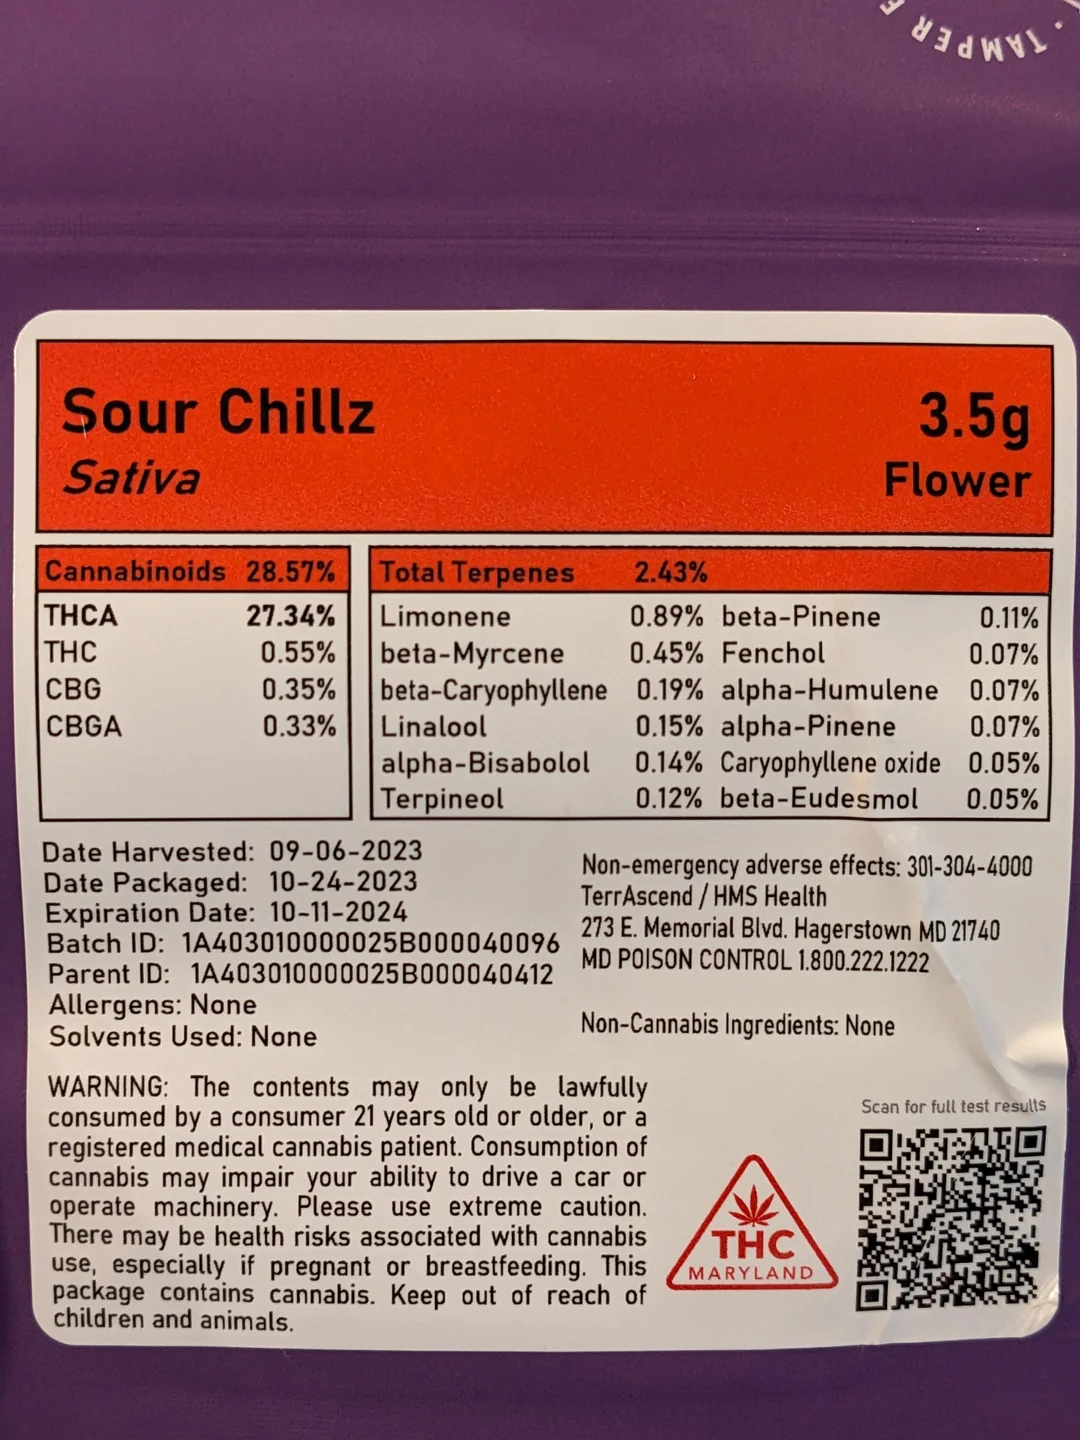 TAMPER
Sour Chillz
3.5g
Sativa
Flower
Cannabinoids 28.57%
THCA 27.34%
THC 0.55%
CBG 0.35%
CBGA 0.33%
Total Terpenes 2.43%
Limonene 0.89% beta-Pinene 0.11%
beta-Myrcene 0.45% Fenchol 0.07%
beta-Caryophyllene 0.19% alpha-Humulene 0.07%
Linalool 0.15% alpha-Pinene 0.07%
alpha-Bisabolol 0.14% Caryophyllene oxide 0.05%
Terpineol 0.12% beta-Eudesmol 0.05%
Date Harvested: 09-06-2023
Date Packaged: 10-24-2023
Expiration Date: 10-11-2024
Batch ID: 1A403010000025B000040096
Parent ID: 1A403010000025B000040412
Allergens: None
Solvents Used: None
Non-emergency adverse effects: 301-304-4000
TerrAscend / HMS Health
273 E. Memorial Blvd. Hagerstown MD 21740
MD POISON CONTROL 1.800.222.1222
Non-Cannabis Ingredients: None
WARNING: The contents may only be lawfully
consumed by a consumer 21 years old or older, or a
registered medical cannabis patient. Consumption of
cannabis may impair your ability to drive a car or
operate machinery. Please use extreme caution.
There may be health risks associated with cannabis
use, especially if pregnant or breastfeeding. This
package contains cannabis. Keep out of reach of
children and animals.
Scan for full test results
THC
MARYLAND